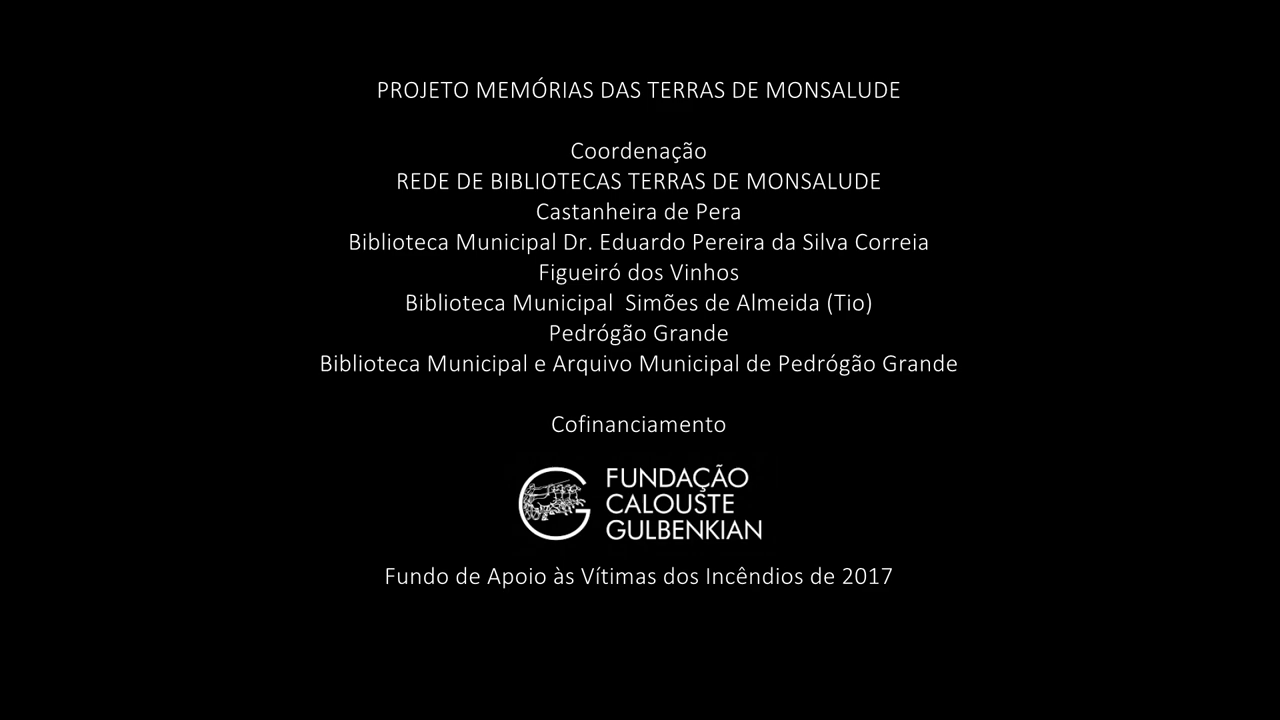 PROJETO MEMÓRIAS DAS TERRAS DE MONSALUDE
Coordenação
REDE DE BIBLIOTECAS TERRAS DE MONSALUDE
Castanheira de Pera
Biblioteca Municipal Dr. Eduardo Pereira da Silva Correia
Figueiró dos Vinhos
Biblioteca Municipal  Simões de Almeida (Tio)
Pedrógão Grande
Biblioteca Municipal e Arquivo Municipal de Pedrógão Grande
Cofinanciamento
FUNDAÇÃO
CALOUSTE
GULBENKIAN
Fundo de Apoio às Vítimas dos Incêndios de 2017